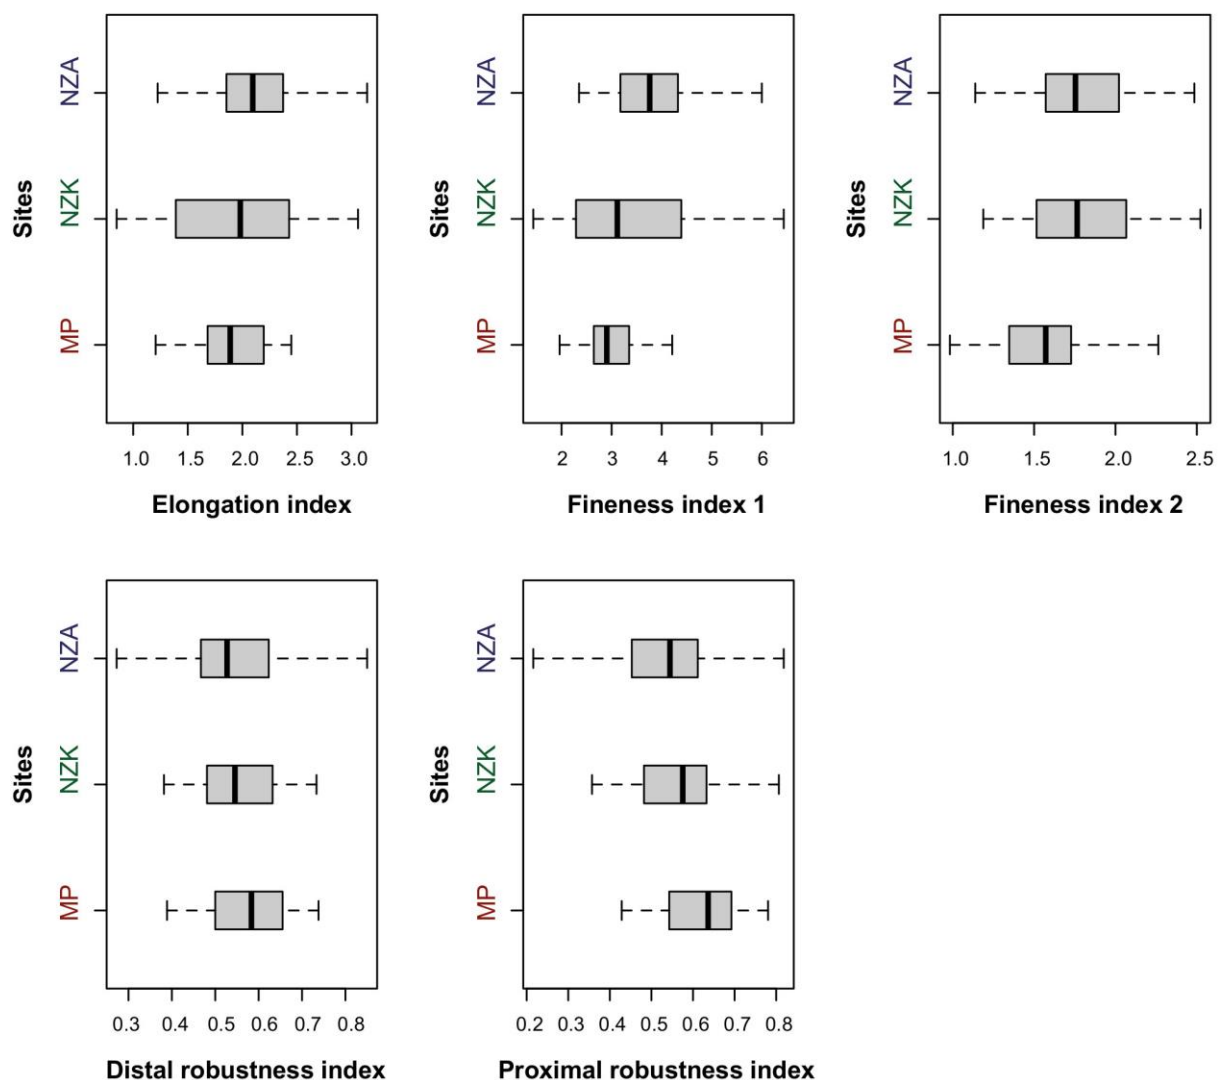 Sites
NZA
NZK
MP
1.0 1.5 2.0 2.5 3.0
Elongation index
Sites
NZA
NZK
MP
2 3 4 5 6
Fineness index 1
Sites
NZA
NZK
MP
1.0 1.5 2.0 2.5
Fineness index 2
Sites
NZA
NZK
MP
0.3 0.4 0.5 0.6 0.7 0.8
Distal robustness index
Sites
NZA
NZK
MP
0.2 0.3 0.4 0.5 0.6 0.7 0.8
Proximal robustness index